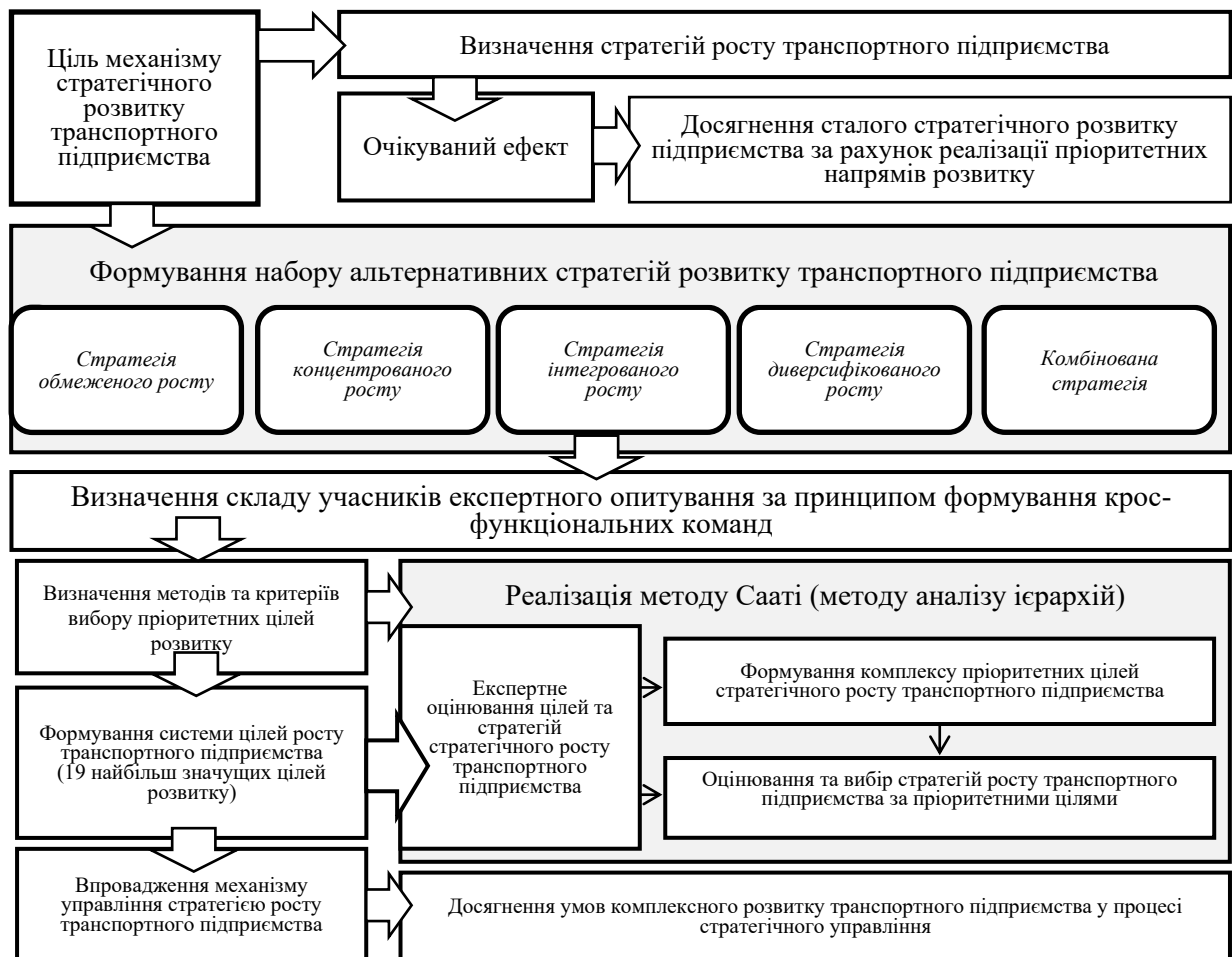 Ціль механізму
стратегічного
розвитку
транспортного
підприємства
Визначення стратегій росту транспортного підприємства
Очікуваний ефект
Досягнення сталого стратегічного розвитку
підприємства за рахунок реалізації пріоритетних
напрямів розвитку
Формування набору альтернативних стратегій розвитку транспортного підприємства
Стратегія
обмеженого росту
Стратегія
концентрованого
росту
Стратегія
інтегрованого
росту
Стратегія
диверсифікованого
росту
Комбінована
стратегія
Визначення складу учасників експертного опитування за принципом формування крос-
функціональних команд
Визначення методів та критеріїв
вибору пріоритетних цілей
розвитку
Реалізація методу Сааті (методу аналізу ієрархій)
Експертне
оцінювання цілей та
стратегій
стратегічного росту
транспортного
підприємства
Формування комплексу пріоритетних цілей
стратегічного росту транспортного підприємства
Оцінювання та вибір стратегій росту транспортного
підприємства за пріоритетними цілями
Формування системи цілей росту
транспортного підприємства
(19 найбільш значущих цілей
розвитку)
Впровадження механізму
управління стратегією росту
транспортного підприємства
Досягнення умов комплексного розвитку транспортного підприємства у процесі
стратегічного управління